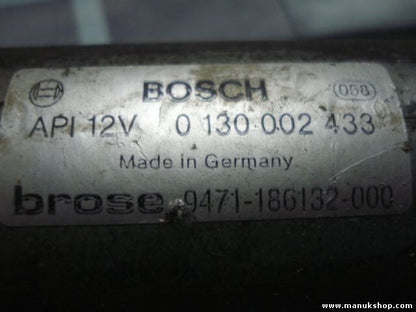 BOSCH (058)
API 12V 0 130 002 433
Made in Germany
brose 9471-186132-000
www.manukshop.com